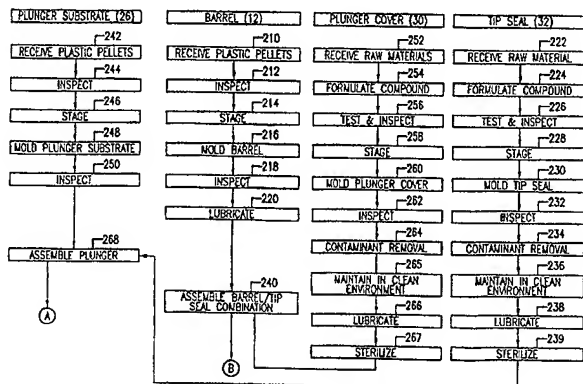 PLUNGER SUBSTRATE (26)
242
RECEIVE PLASTIC PELLETS
244
INSPECT
246
STAGE
248
MOLD PLUNGER SUBSTRATE
250
INSPECT
268
ASSEMBLE PLUNGER
A
BARREL (12)
210
RECEIVE PLASTIC PELLETS
212
INSPECT
214
STAGE
216
MOLD BARREL
218
INSPECT
220
LUBRICATE
240
ASSEMBLE BARREL/TIP
SEAL COMBINATION
B
PLUNGER COVER (30)
252
RECEIVE RAW MATERIALS
254
FORMULATE COMPOUND
256
TEST & INSPECT
258
STAGE
260
MOLD PLUNGER COVER
262
INSPECT
264
CONTAMINANT REMOVAL
265
MAINTAIN IN CLEAN
ENVIRONMENT
266
LUBRICATE
267
STERILIZE
TIP SEAL (32)
222
RECEIVE RAW MATERIAL
224
FORMULATE COMPOUND
226
TEST & INSPECT
228
STAGE
230
MOLD TIP SEAL
232
INSPECT
234
CONTAMINANT REMOVAL
236
MAINTAIN IN CLEAN
ENVIRONMENT
238
LUBRICATE
239
STERILIZE